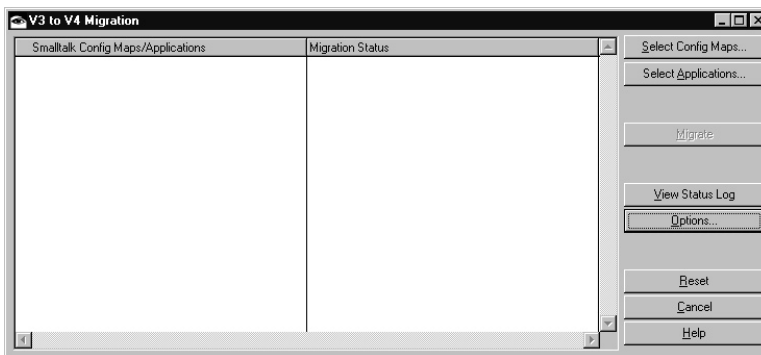 V3 to V4 Migration
Smalltalk Config Maps/Applications
Migration Status
Select Config Maps...
Select Applications...
Migrate
View Status Log
Options...
Reset
Cancel
Help